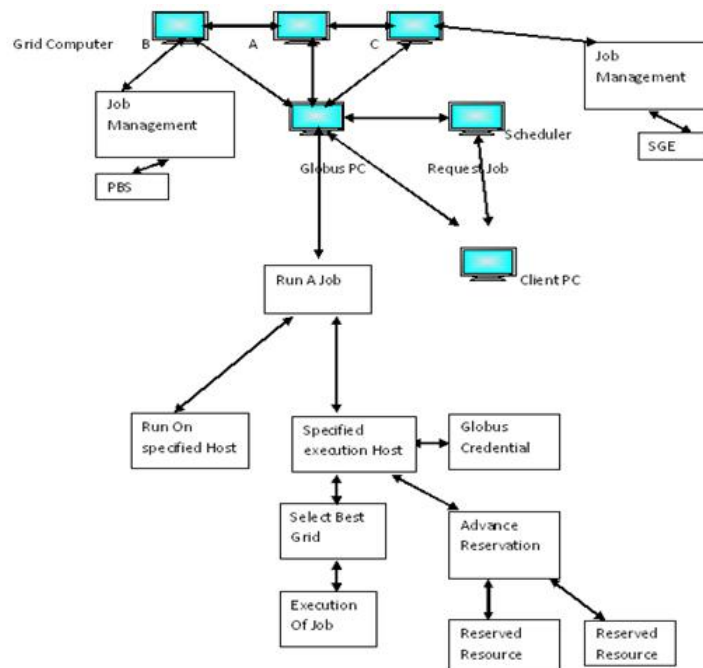 Grid Computer
B
A
C
Job
Management
Job
Management
Scheduler
SGE
Globus PC
Request Job
PBS
Run A Job
Client PC
Run On
specified Host
Specified
execution Host
Globus
Credential
Select Best
Grid
Advance
Reservation
Execution
Of Job
Reserved
Resource
Reserved
Resource